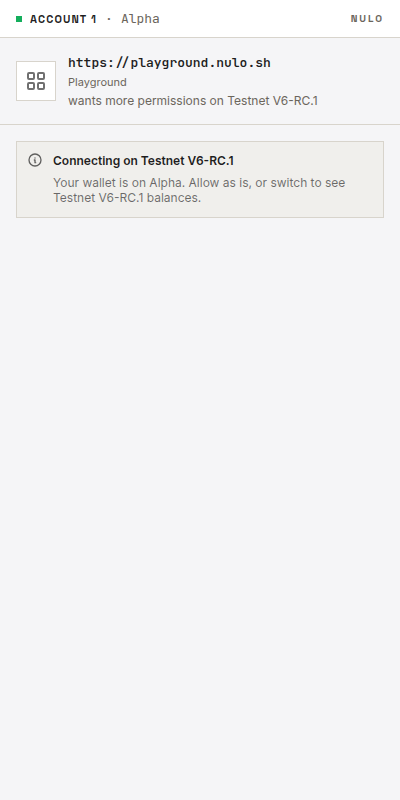 ACCOUNT 1 · Alpha
NULO
https://playground.nulo.sh
Playground
wants more permissions on Testnet V6-RC.1
Connecting on Testnet V6-RC.1
Your wallet is on Alpha. Allow as is, or switch to see
Testnet V6-RC.1 balances.